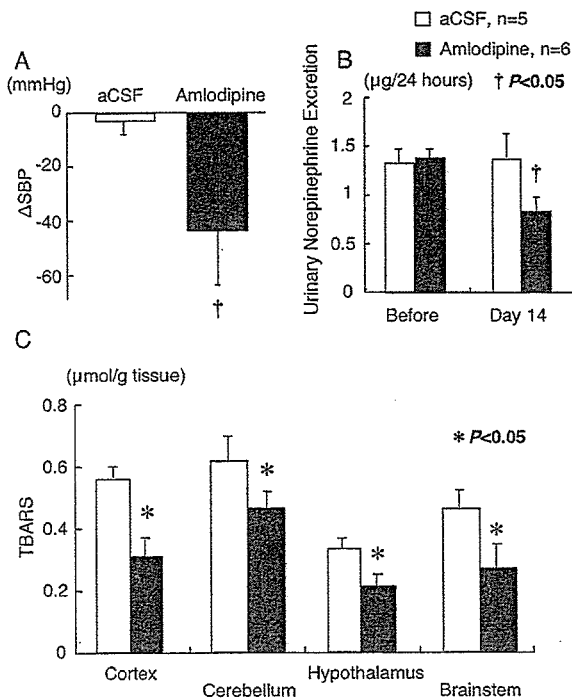 aCSF, n=5
Amlodipine, n=6
A
(mmHg)
aCSF Amlodipine
0
-20
-40
-60
ΔSBP
†
B
(µg/24 hours) † P<0.05
Urinary Norepinephrine Excretion
2
1.5
1
0.5
0
†
Before Day 14
C
(µmol/g tissue)
* P<0.05
TBARS
0.8
0.6
0.4
0.2
0
* * * *
Cortex Cerebellum Hypothalamus Brainstem